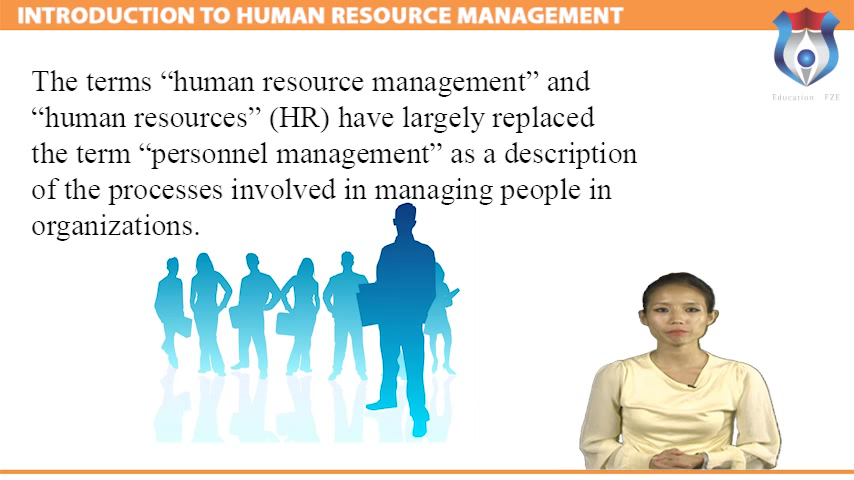 INTRODUCTION TO HUMAN RESOURCE MANAGEMENT
Education FZE
The terms “human resource management” and
“human resources” (HR) have largely replaced
the term “personnel management” as a description
of the processes involved in managing people in
organizations.